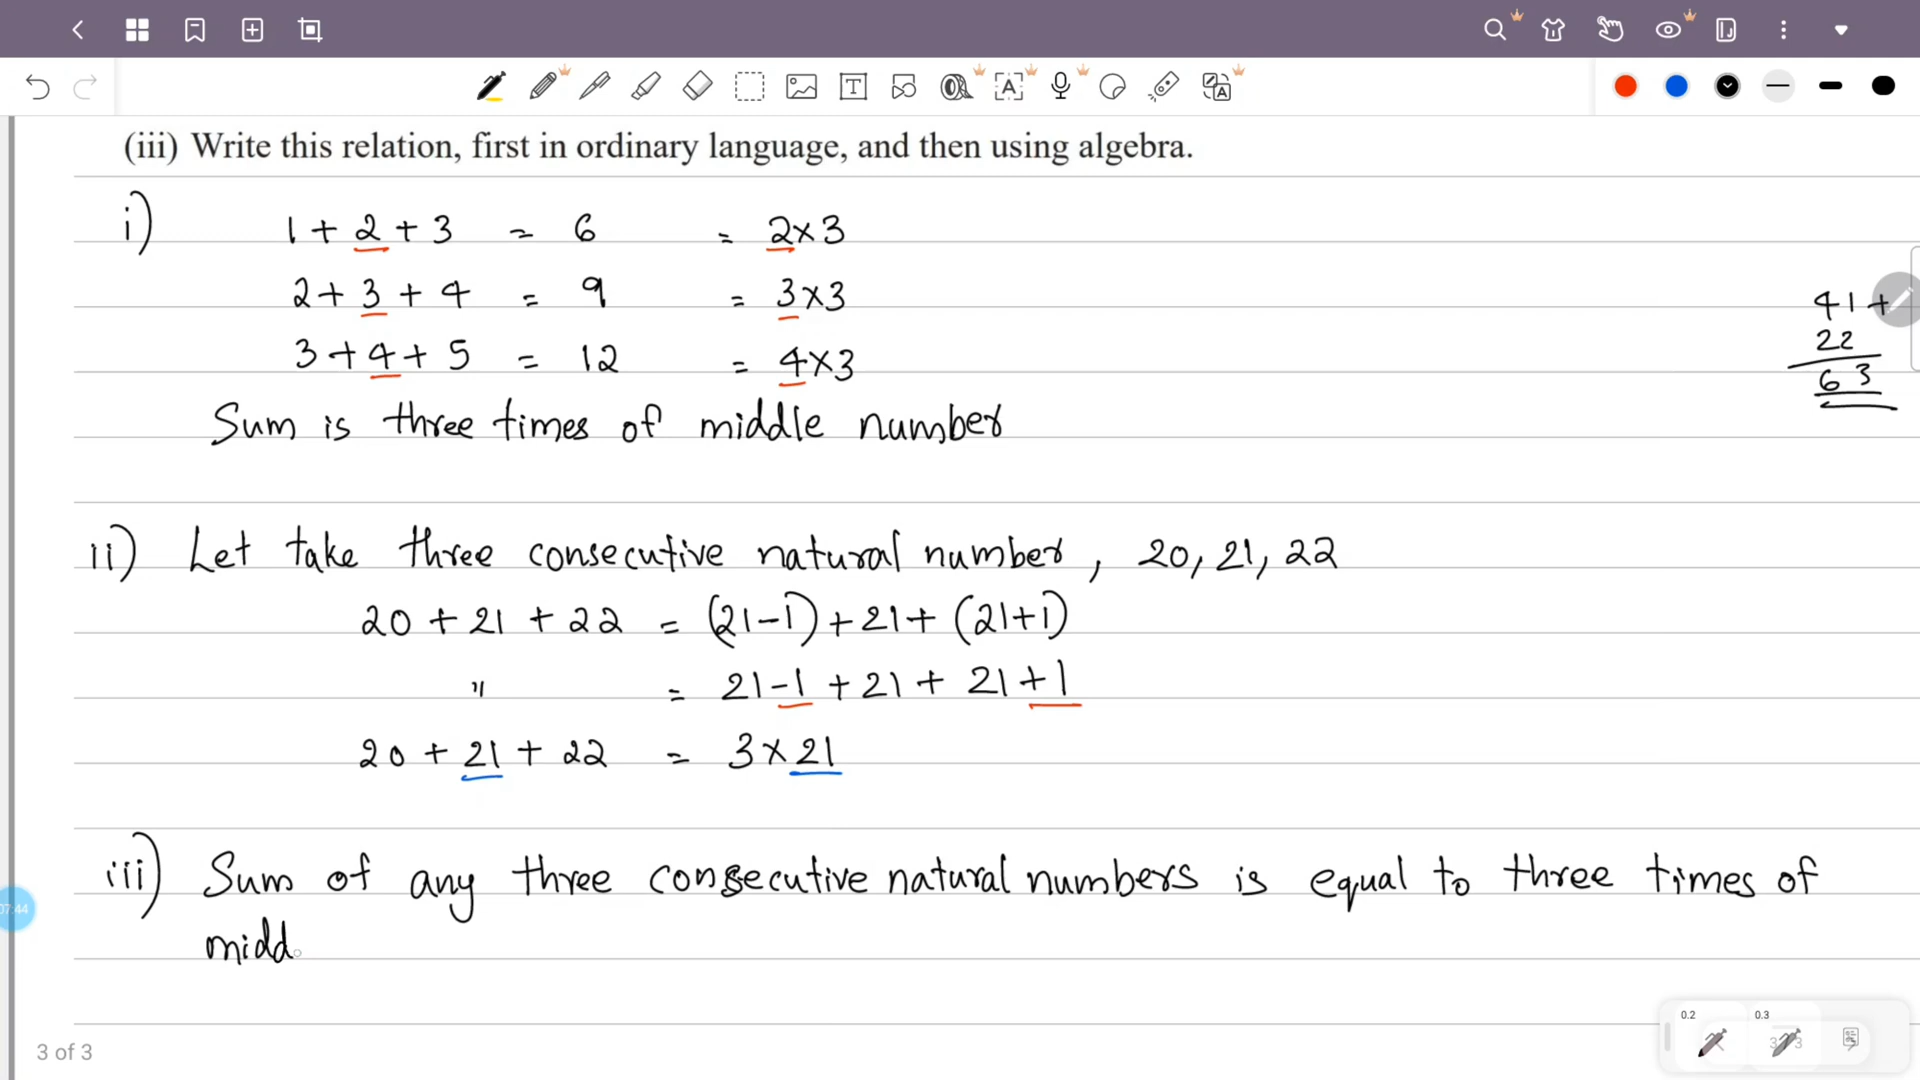 (iii) Write this relation, first in ordinary language, and then using algebra.
i) 1 + 2 + 3 = 6 = 2×3
2 + 3 + 4 = 9 = 3×3
3 + 4 + 5 = 12 = 4×3
41+
22
63
Sum is three times of middle number
ii) Let take three consecutive natural number, 20, 21, 22
20 + 21 + 22 = (21-1) + 21 + (21+1)
" = 21-1 + 21 + 21+1
20 + 21 + 22 = 3×21
iii) Sum of any three consecutive natural numbers is equal to three times of
midd
07:44
0.2 0.3
3 of 3